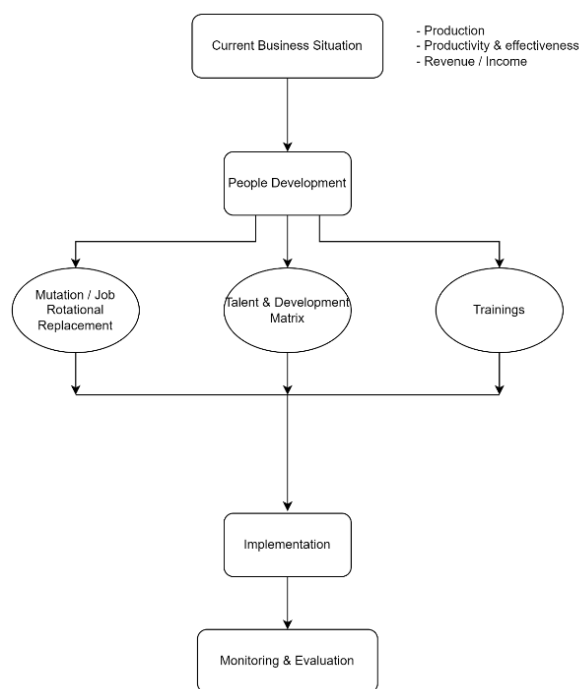 Current Business Situation
- Production
- Productivity & effectiveness
- Revenue / Income
People Development
Mutation / Job
Rotational
Replacement
Talent & Development
Matrix
Trainings
Implementation
Monitoring & Evaluation